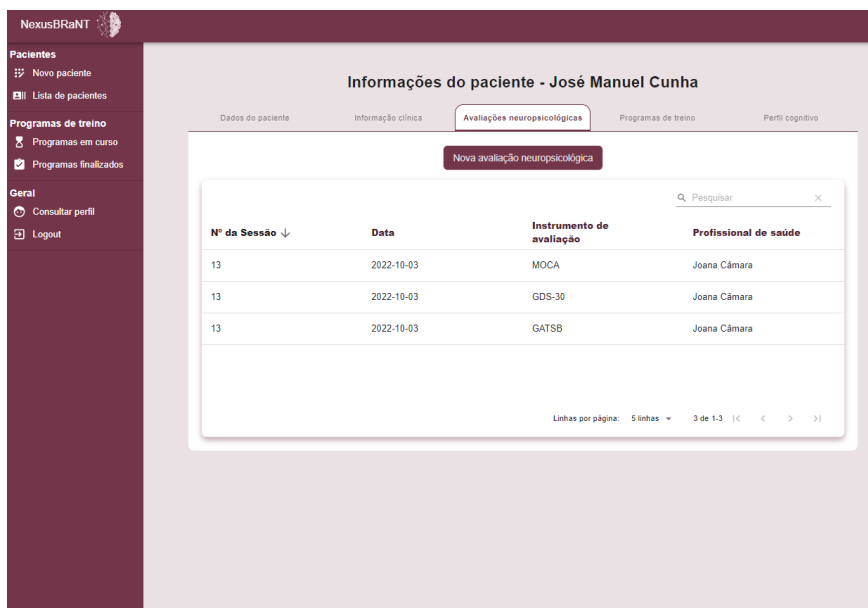 NexusBRaNT
Pacientes
Novo paciente
Lista de pacientes
Programas de treino
Programas em curso
Programas finalizados
Geral
Consultar perfil
Logout
Informações do paciente - José Manuel Cunha
Dados do paciente Informação clínica Avaliações neuropsicológicas Programas de treino Perfil cognitivo
Nova avaliação neuropsicológica
Pesquisar
Nº da Sessão Data Instrumento de avaliação Profissional de saúde
13 2022-10-03 MOCA Joana Câmara
13 2022-10-03 GDS-30 Joana Câmara
13 2022-10-03 GATSB Joana Câmara
Linhas por página: 5 linhas 3 de 1-3